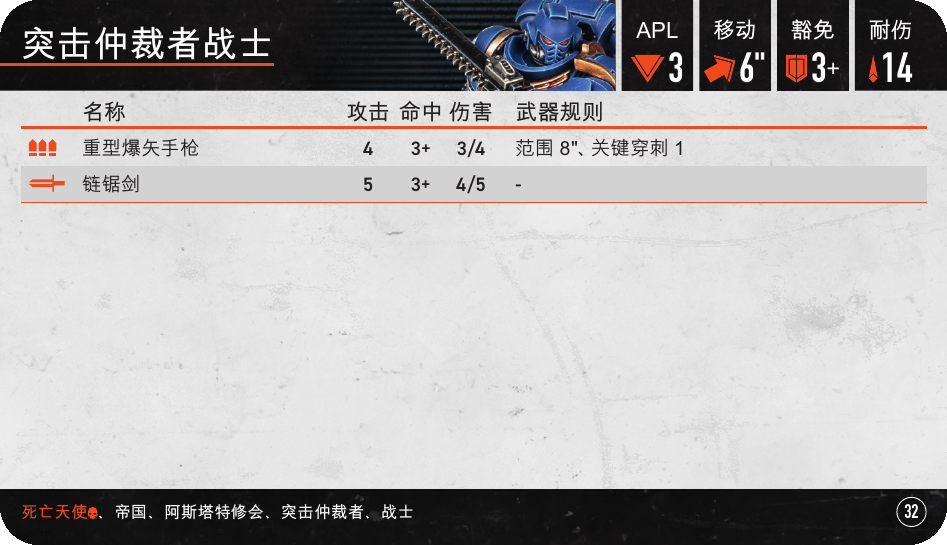 突击仲裁者战士
APL 移动 豁免 耐伤
3 6" 3+ 14
名称 攻击 命中 伤害 武器规则
重型爆矢手枪 4 3+ 3/4 范围 8"、关键穿刺 1
链锯剑 5 3+ 4/5 -
死亡天使、帝国、阿斯塔特修会、突击仲裁者、战士
32